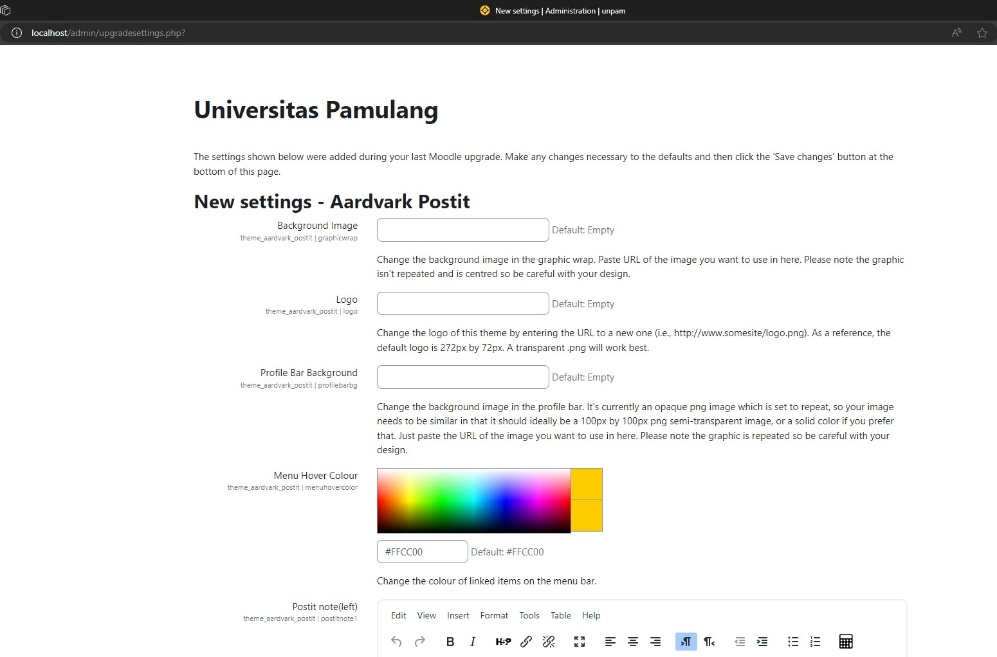 New settings | Administration | unpam
localhost/admin/upgradesettings.php?
Universitas Pamulang
The settings shown below were added during your last Moodle upgrade. Make any changes necessary to the defaults and then click the 'Save changes' button at the
bottom of this page.
New settings - Aardvark Postit
Background Image
theme_aardvark_postit | graphicwrap
Default: Empty
Change the background image in the graphic wrap. Paste URL of the image you want to use in here. Please note the graphic
isn't repeated and is centred so be careful with your design.
Logo
theme_aardvark_postit | logo
Default: Empty
Change the logo of this theme by entering the URL to a new one (i.e., http://www.somesite/logo.png). As a reference, the
default logo is 272px by 72px. A transparent .png will work best.
Profile Bar Background
theme_aardvark_postit | profilebarbg
Default: Empty
Change the background image in the profile bar. It's currently an opaque png image which is set to repeat, so your image
needs to be similar in that it should ideally be a 100px by 100px png semi-transparent image, or a solid color if you prefer
that. Just paste the URL of the image you want to use in here. Please note the graphic is repeated so be careful with your
design.
Menu Hover Colour
theme_aardvark_postit | menuhovercolor
#FFCC00 Default: #FFCC00
Change the colour of linked items on the menu bar.
Postit note(left)
theme_aardvark_postit | postitnote1
Edit View Insert Format Tools Table Help
B I H-P